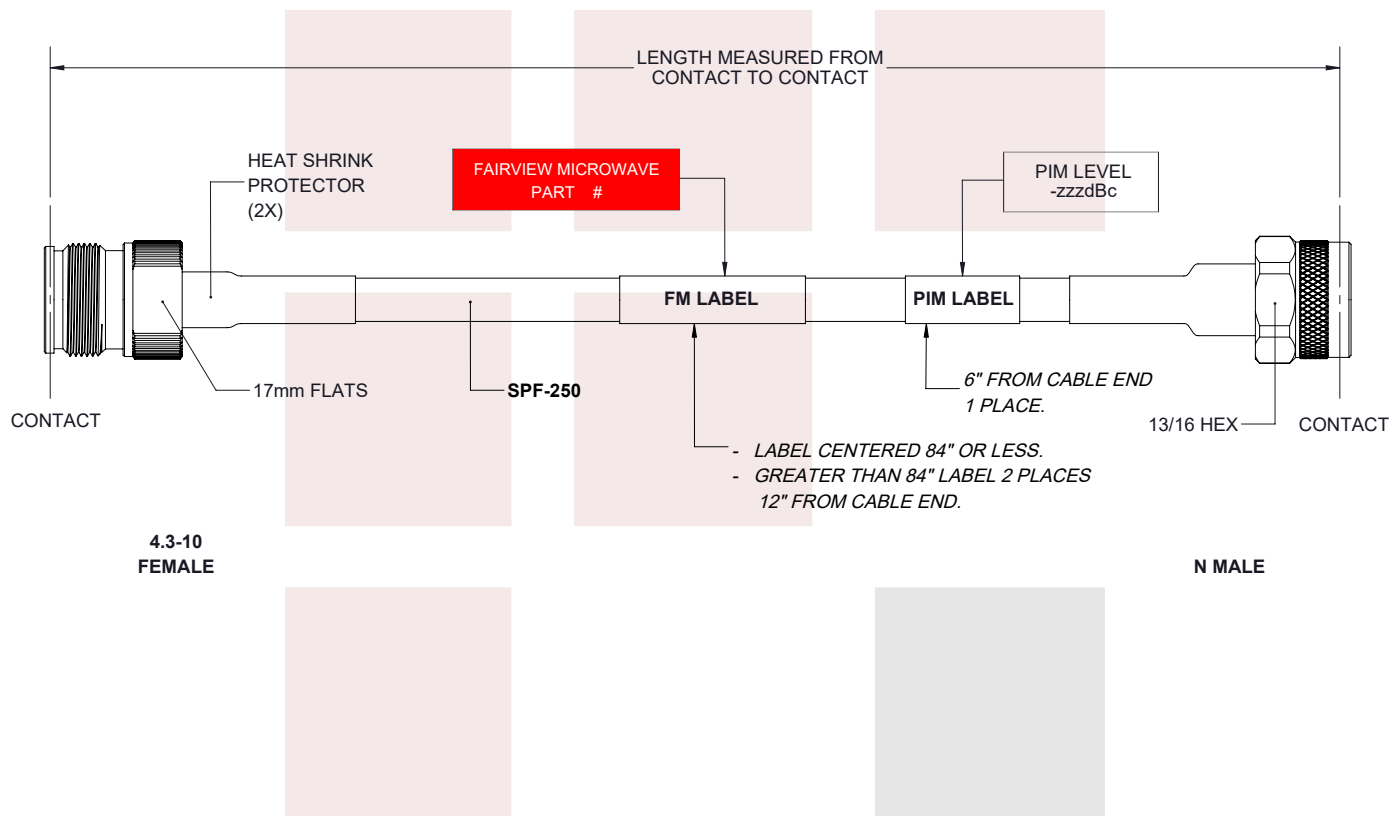 LENGTH MEASURED FROM
CONTACT TO CONTACT
HEAT SHRINK
PROTECTOR
(2X)
FAIRVIEW MICROWAVE
PART #
PIM LEVEL
-zzzdBc
FM LABEL
PIM LABEL
17mm FLATS
SPF-250
6" FROM CABLE END
1 PLACE.
CONTACT
13/16 HEX
CONTACT
- LABEL CENTERED 84" OR LESS.
- GREATER THAN 84" LABEL 2 PLACES
12" FROM CABLE END.
4.3-10
FEMALE
N MALE